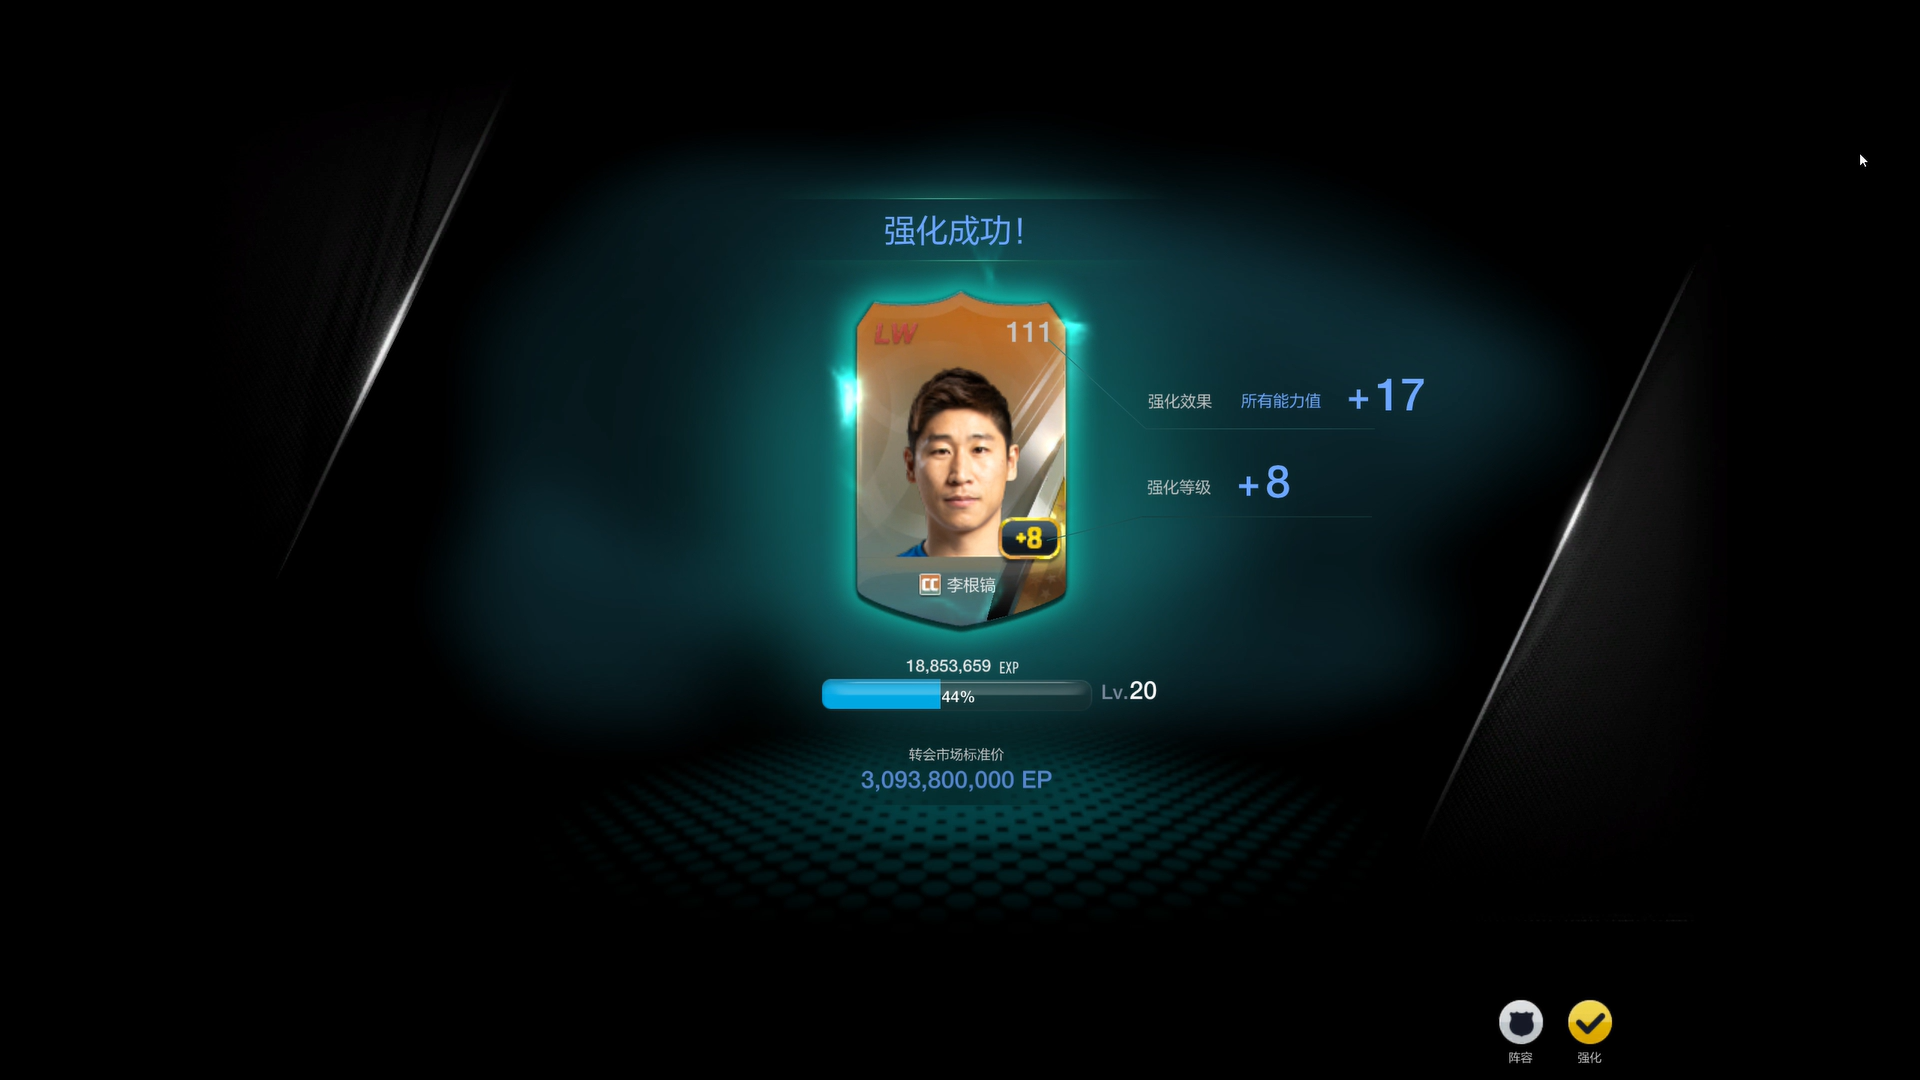 强化成功!
LW 111
强化效果 所有能力值 +17
强化等级 +8
+8
CC 李根镐
18,853,659 EXP
44% Lv.20
转会市场标准价
3,093,800,000 EP
阵容 强化